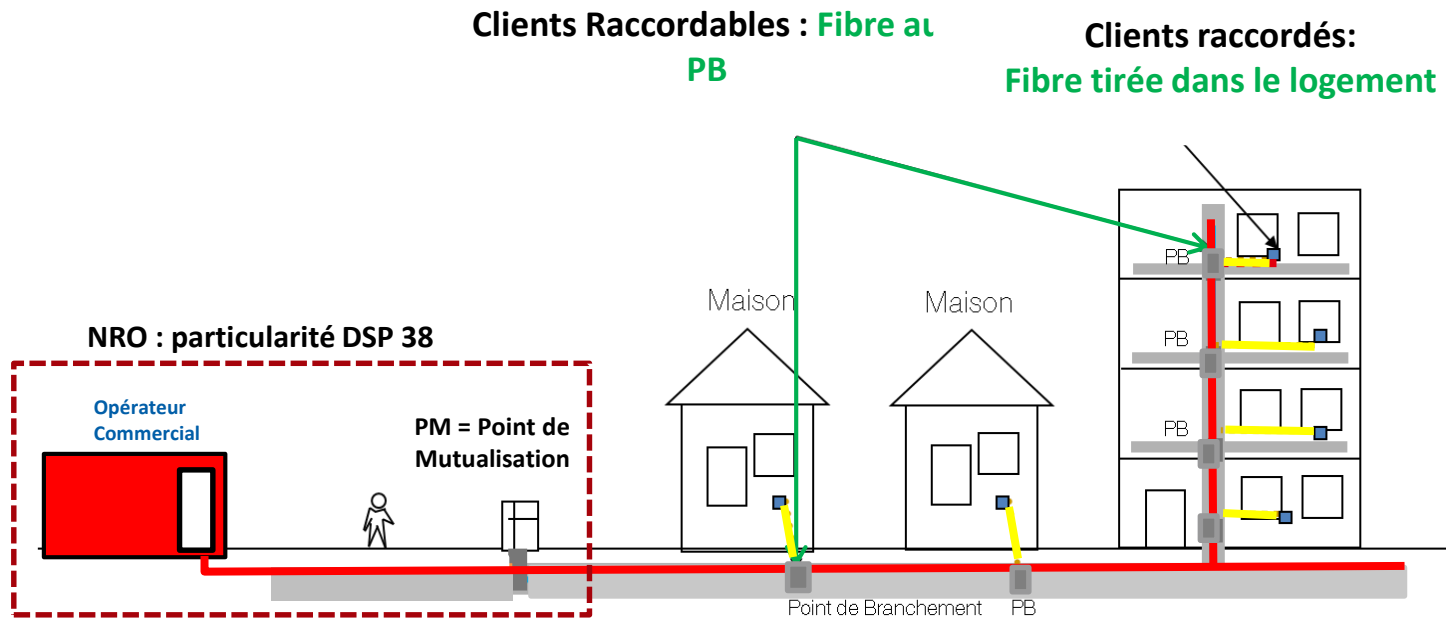 Clients Raccordables : Fibre au
PB
Clients raccordés:
Fibre tirée dans le logement
NRO : particularité DSP 38
Opérateur
Commercial
PM = Point de
Mutualisation
Maison
Maison
PB
PB
PB
Point de Branchement
PB